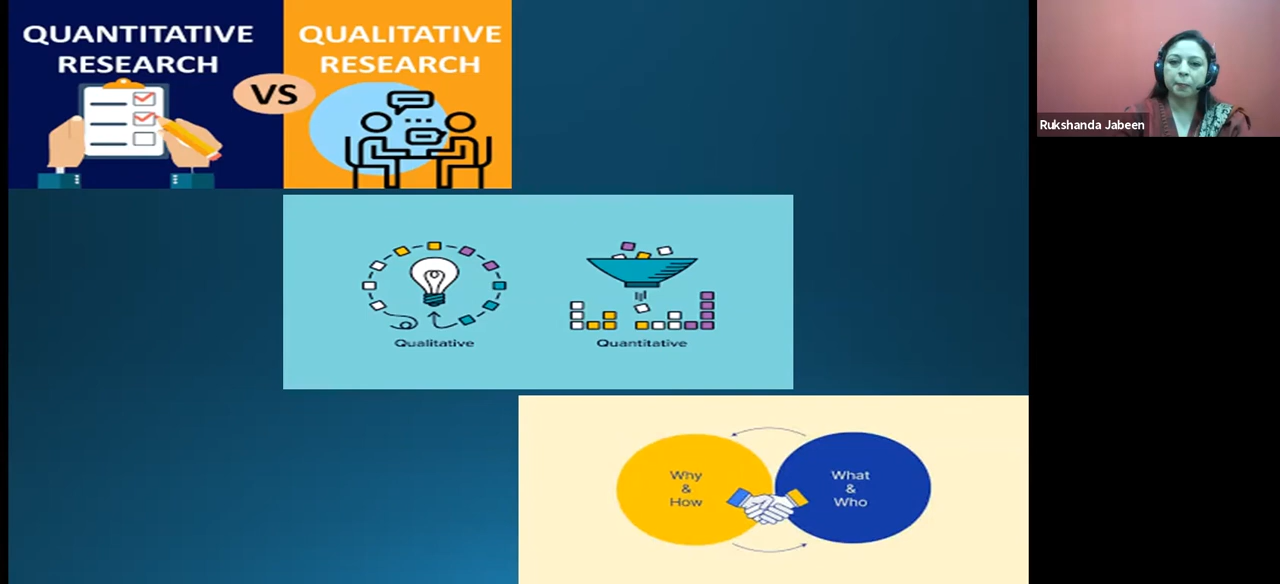 QUANTITATIVE
RESEARCH
VS
QUALITATIVE
RESEARCH
Rukshanda Jabeen
Qualitative
Quantitative
Why
&
How
What
&
Who